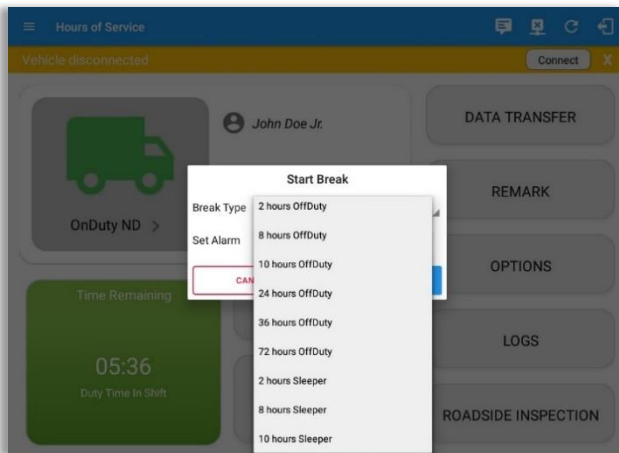 Hours of Service
Vehicle disconnected
Connect
X
John Doe Jr.
OnDuty ND >
Time Remaining
05:36
Duty Time In Shift
DATA TRANSFER
REMARK
OPTIONS
LOGS
ROADSIDE INSPECTION
Start Break
Break Type
Set Alarm
CAN
2 hours OffDuty
8 hours OffDuty
10 hours OffDuty
24 hours OffDuty
36 hours OffDuty
72 hours OffDuty
2 hours Sleeper
8 hours Sleeper
10 hours Sleeper